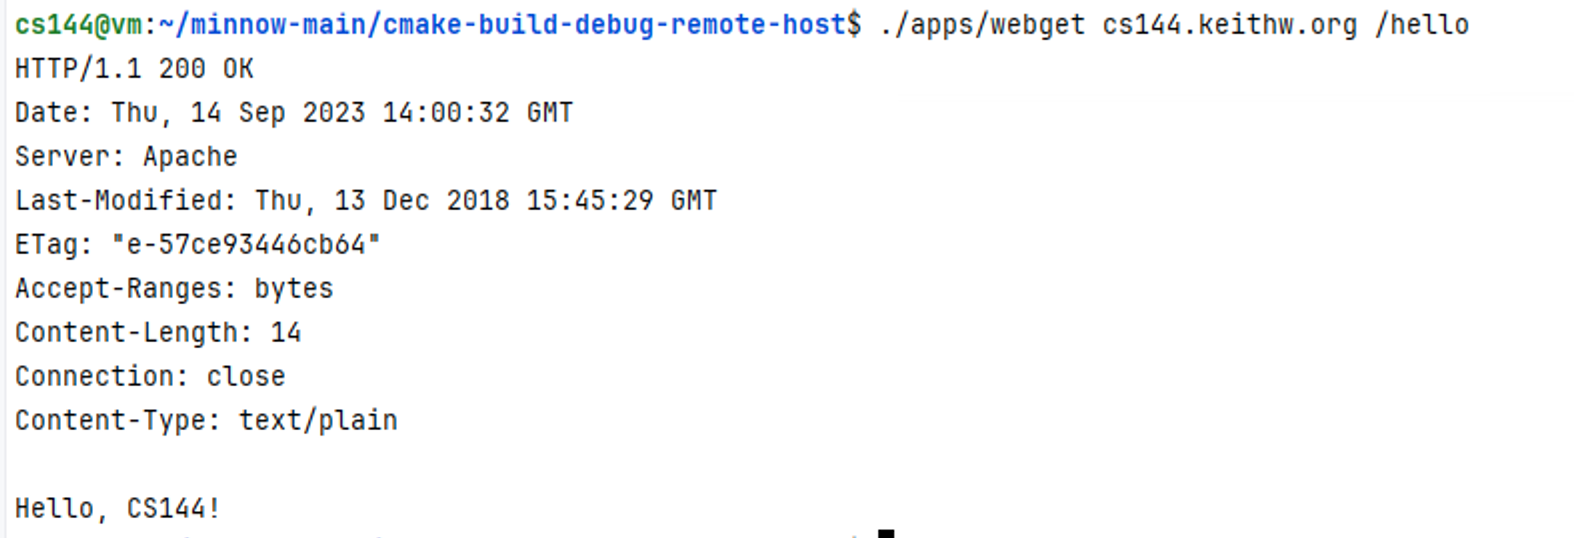 cs144@vm:~/minnow-main/cmake-build-debug-remote-host$ ./apps/webget cs144.keithw.org /hello
HTTP/1.1 200 OK
Date: Thu, 14 Sep 2023 14:00:32 GMT
Server: Apache
Last-Modified: Thu, 13 Dec 2018 15:45:29 GMT
ETag: "e-57ce93446cb64"
Accept-Ranges: bytes
Content-Length: 14
Connection: close
Content-Type: text/plain

Hello, CS144!